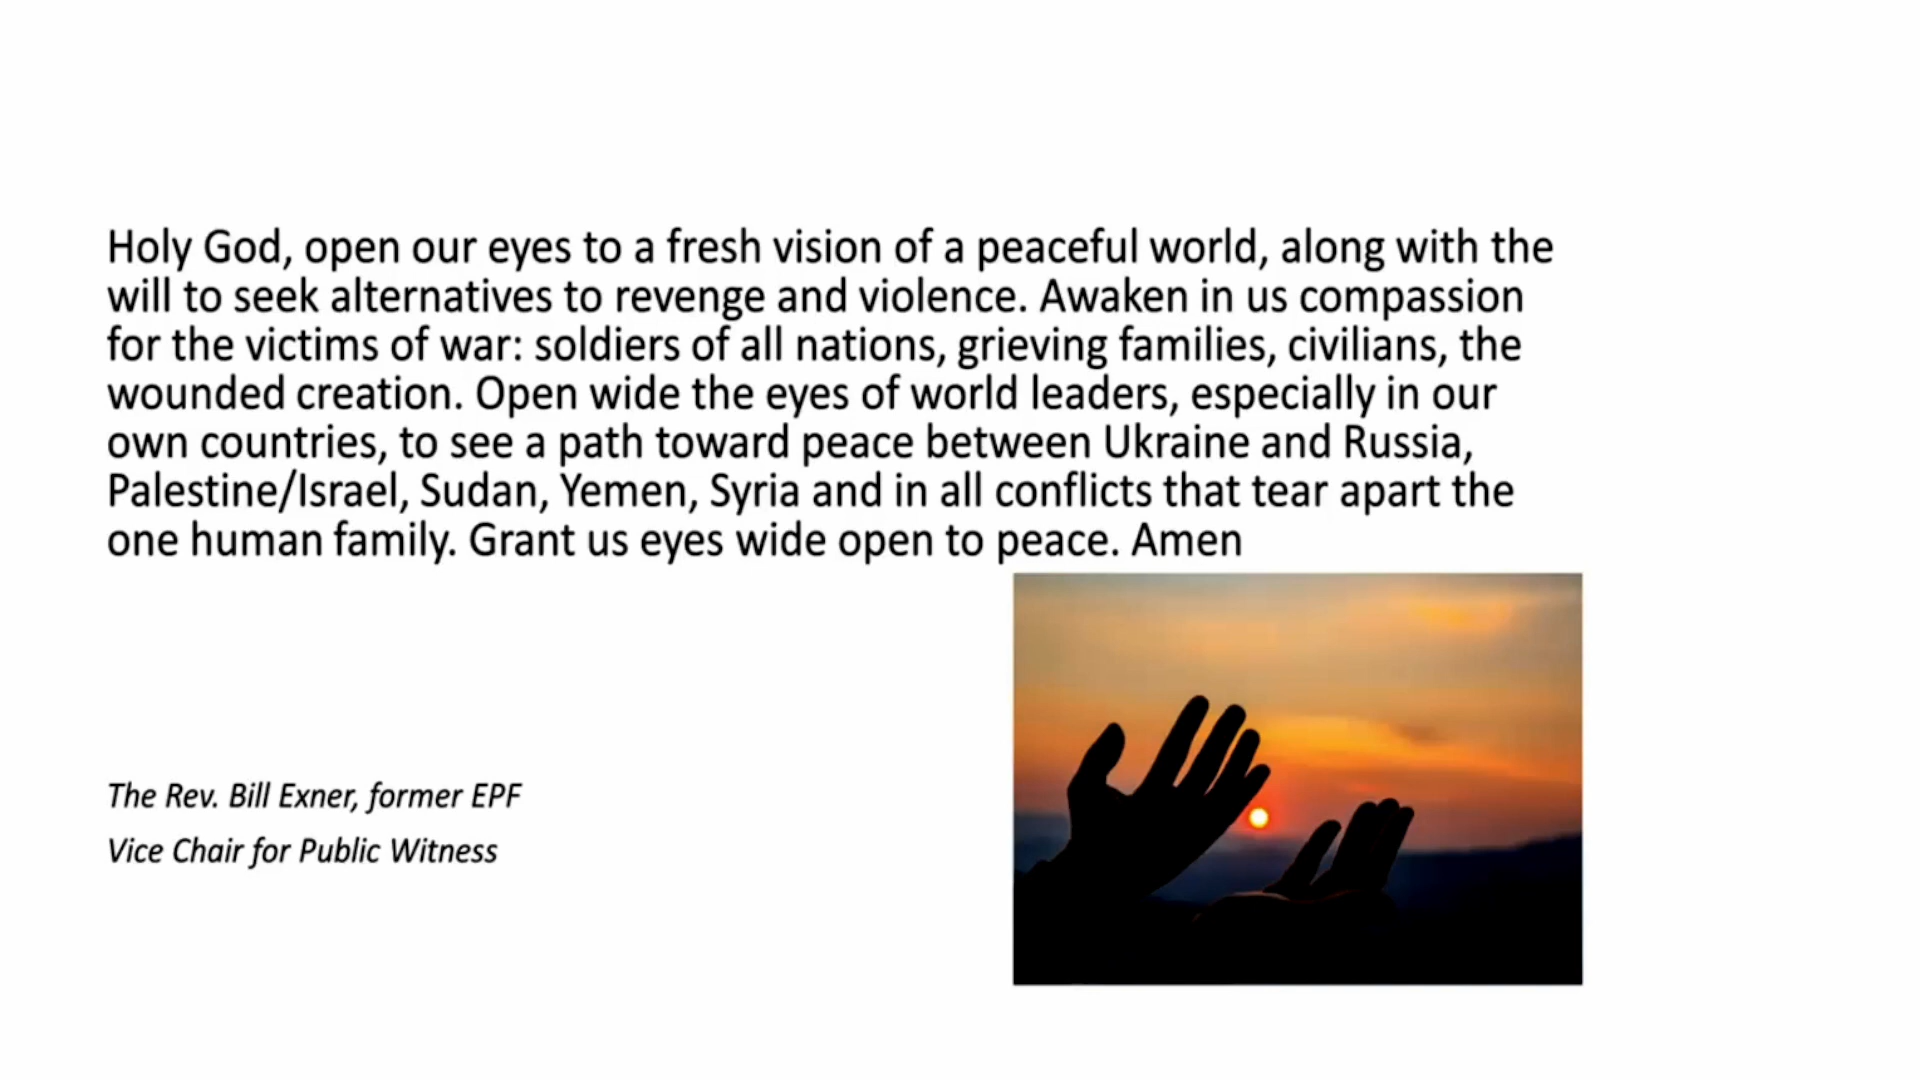 Holy God, open our eyes to a fresh vision of a peaceful world, along with the
will to seek alternatives to revenge and violence. Awaken in us compassion
for the victims of war: soldiers of all nations, grieving families, civilians, the
wounded creation. Open wide the eyes of world leaders, especially in our
own countries, to see a path toward peace between Ukraine and Russia,
Palestine/Israel, Sudan, Yemen, Syria and in all conflicts that tear apart the
one human family. Grant us eyes wide open to peace. Amen
The Rev. Bill Exner, former EPF
Vice Chair for Public Witness